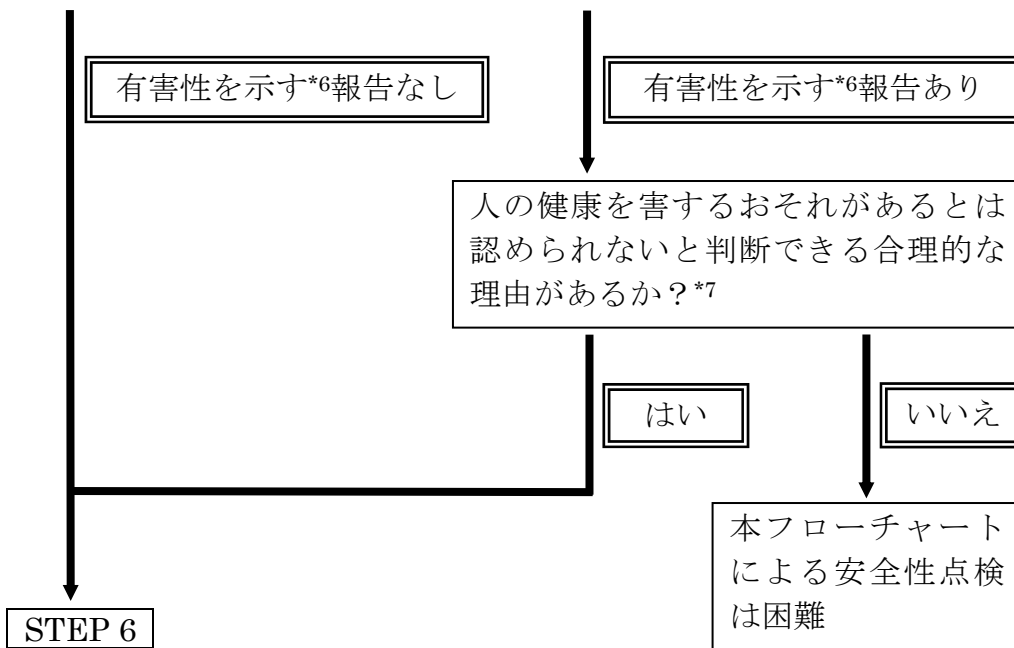 有害性を示す*6報告なし
有害性を示す*6報告あり
人の健康を害するおそれがあるとは
認められないと判断できる合理的な
理由があるか？*7
はい
いいえ
本フローチャート
による安全性点検
は困難
STEP 6